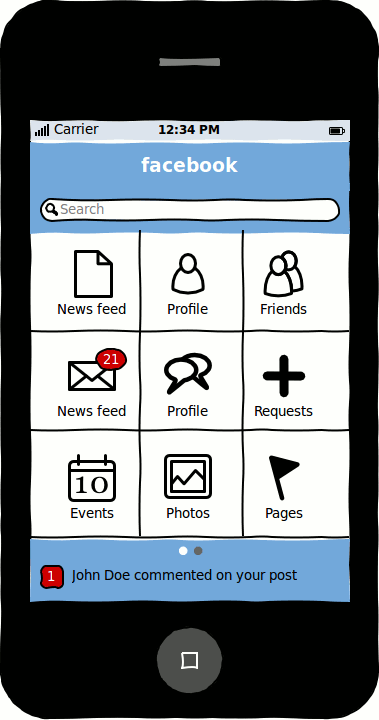 Carrier 12:34 PM
facebook
Search
News feed Profile Friends
21
News feed Profile Requests
10
Events Photos Pages
1 John Doe commented on your post